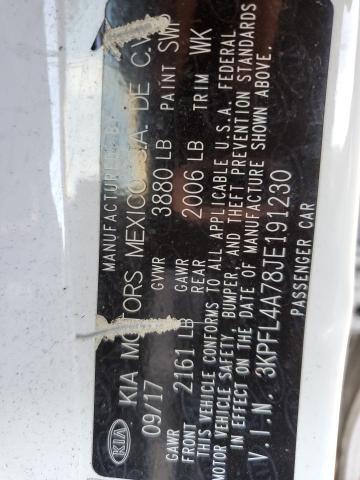 KIA
MANUFACTURED B
KIA MOTORS MEXICO S.A. DE C.V.
09/17 GVWR 3880 LB PAINT SWP
GAWR FRONT 2161 LB GAWR REAR 2006 LB TRIM WK
THIS VEHICLE CONFORMS TO ALL APPLICABLE U.S.A. FEDERAL
MOTOR VEHICLE SAFETY, BUMPER, AND THEFT PREVENTION STANDARDS
IN EFFECT ON THE DATE OF MANUFACTURE SHOWN ABOVE.
V.I.N. 3KPFL4A78JE191230
PASSENGER CAR